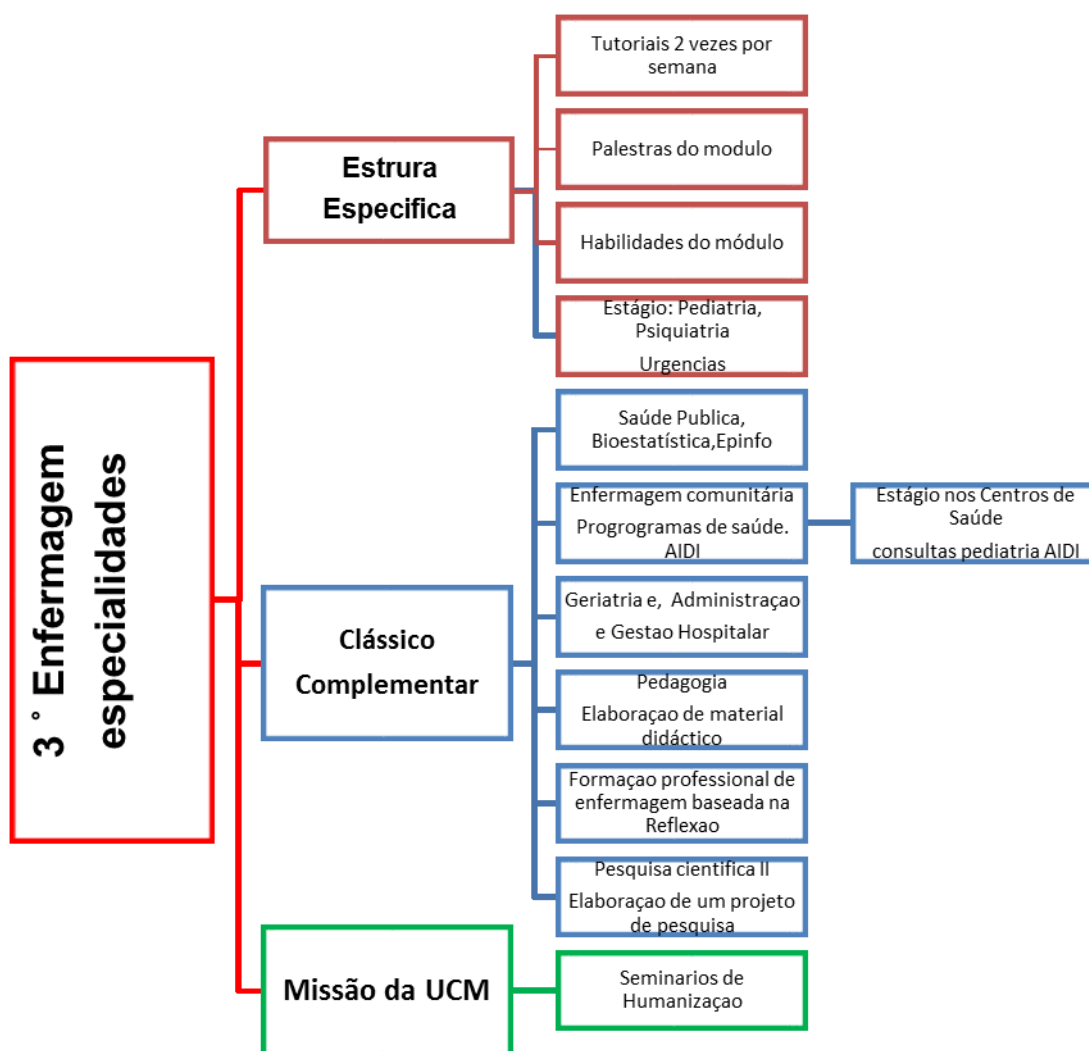 3 ° Enfermagem
especialidades
Estrura
Especifica
Tutoriais 2 vezes por
semana
Palestras do modulo
Habilidades do módulo
Estágio: Pediatria,
Psiquiatria
Urgencias
Clássico
Complementar
Saúde Publica,
Bioestatística,Epinfo
Enfermagem comunitária
Progrogramas de saúde.
AIDI
Estágio nos Centros de
Saúde
consultas pediatria AIDI
Geriatria e, Administraçao
e Gestao Hospitalar
Pedagogia
Elaboraçao de material
didáctico
Formaçao professional de
enfermagem baseada na
Reflexao
Pesquisa cientifica II
Elaboraçao de um projeto
de pesquisa
Missão da UCM
Seminarios de
Humanizaçao